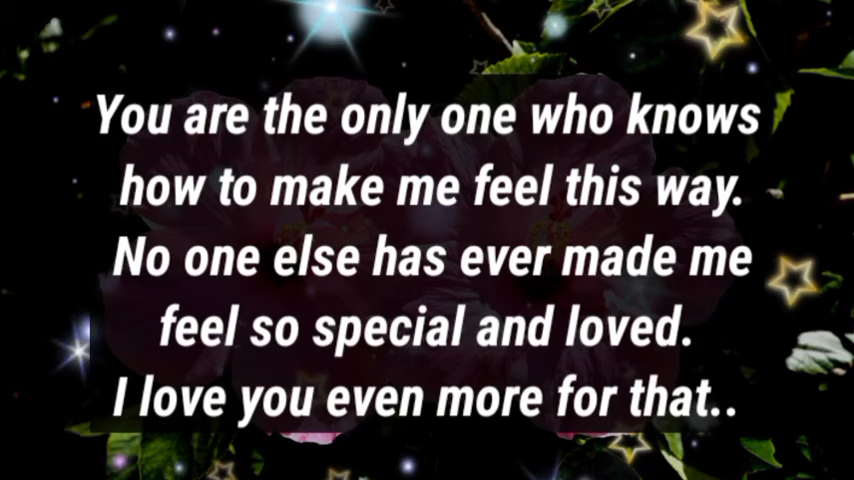 You are the only one who knows
how to make me feel this way.
No one else has ever made me
feel so special and loved.
I love you even more for that..